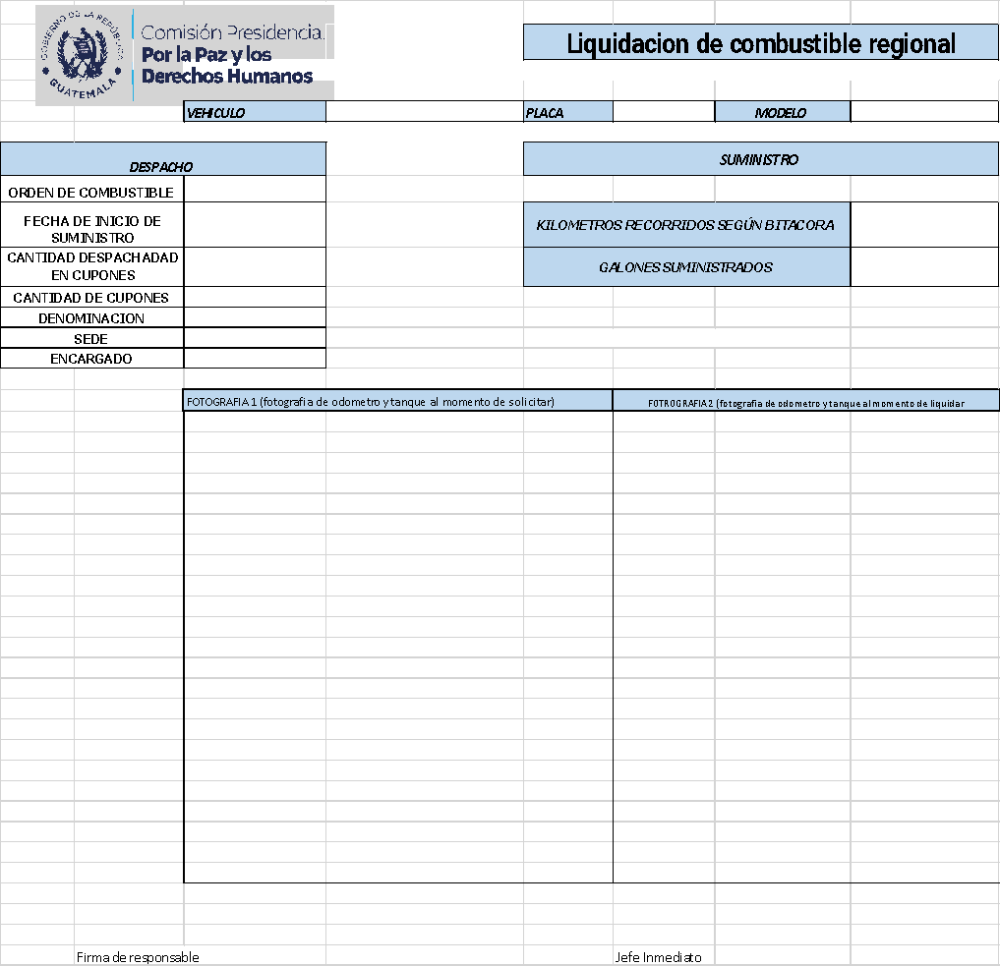 GOBIERNO DE LA REPÚBLICA
GUATEMALA
Comisión Presidencial
Por la Paz y los
Derechos Humanos
Liquidacion de combustible regional
VEHICULO
PLACA
MODELO
DESPACHO
SUMINISTRO
ORDEN DE COMBUSTIBLE
FECHA DE INICIO DE
SUMINISTRO
KILOMETROS RECORRIDOS SEGÚN BITACORA
CANTIDAD DESPACHADAD
EN CUPONES
GALONES SUMINISTRADOS
CANTIDAD DE CUPONES
DENOMINACION
SEDE
ENCARGADO
FOTOGRAFIA 1 (fotografia de odometro y tanque al momento de solicitar)
FOTROGRAFIA 2 (fotografia de odometro y tanque al momento de liquidar
Firma de responsable
Jefe Inmediato